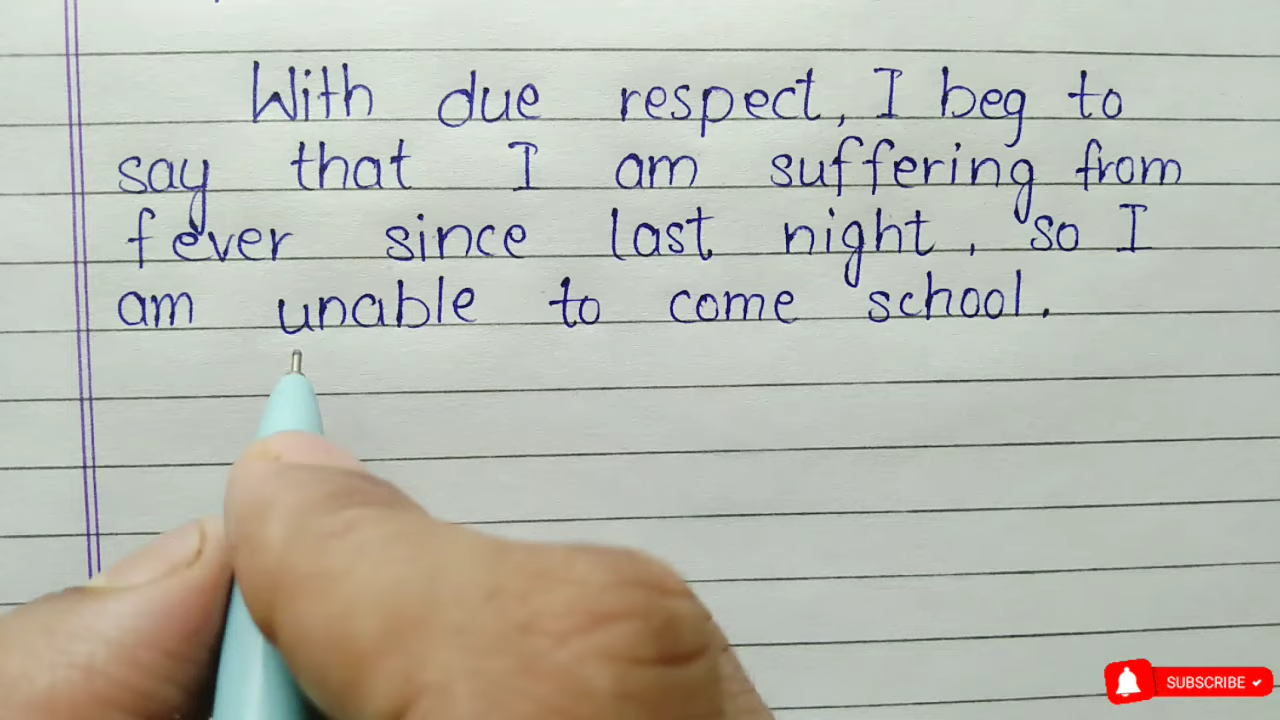 With due respect, I beg to
say that I am suffering from
fever since last night, so I
am unable to come school.
SUBSCRIBE